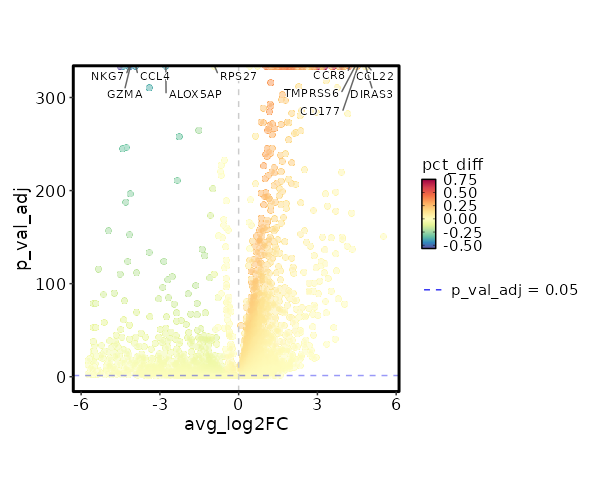 NKG7
CCL4
RPS27
CCR8
CCL22
GZMA
ALOX5AP
TMPRSS6
DIRAS3
CD177
p_val_adj
300
200
100
0
-6
-3
0
3
6
avg_log2FC
pct_diff
0.75
0.50
0.25
0.00
-0.25
-0.50
p_val_adj = 0.05